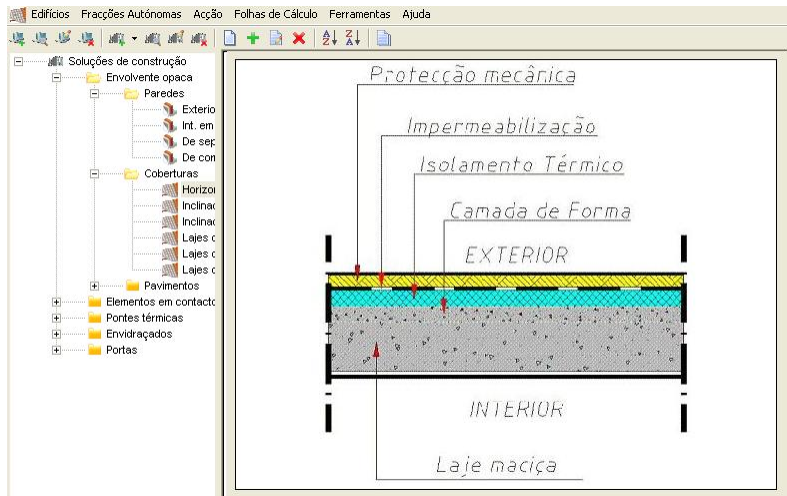 Edifícios Fracções Autónomas Acção Folhas de Cálculo Ferramentas Ajuda
Soluções de construção
Envolvente opaca
Paredes
Exterio
Int. em
De sep
De con
Coberturas
Horizon
Inclinad
Inclinad
Lajes d
Lajes d
Lajes d
Pavimentos
Elementos em contacto
Pontes térmicas
Envidraçados
Portas
Protecção mecânica
Impermeabilização
Isolamento Térmico
Camada de Forma
EXTERIOR
INTERIOR
Laje maciça